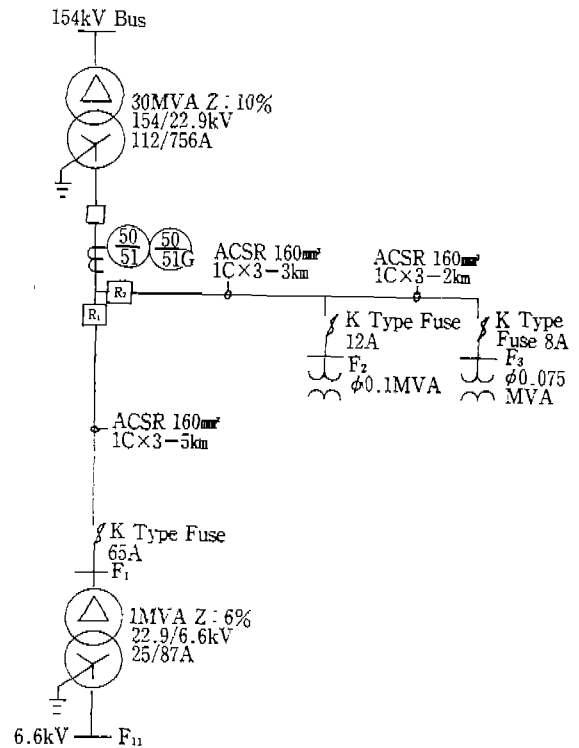 154kV Bus
30MVA Z : 10%
154/22.9kV
112/756A
50
51
50
51G
R₂
R₁
ACSR 160㎟
1C×3-3km
ACSR 160㎟
1C×3-2km
K Type Fuse
12A
F₂
φ0.1MVA
K Type
Fuse 8A
F₃
φ0.075
MVA
ACSR 160㎟
1C×3-5km
K Type Fuse
65A
F₁
1MVA Z : 6%
22.9/6.6kV
25/87A
6.6kV
F₁₁